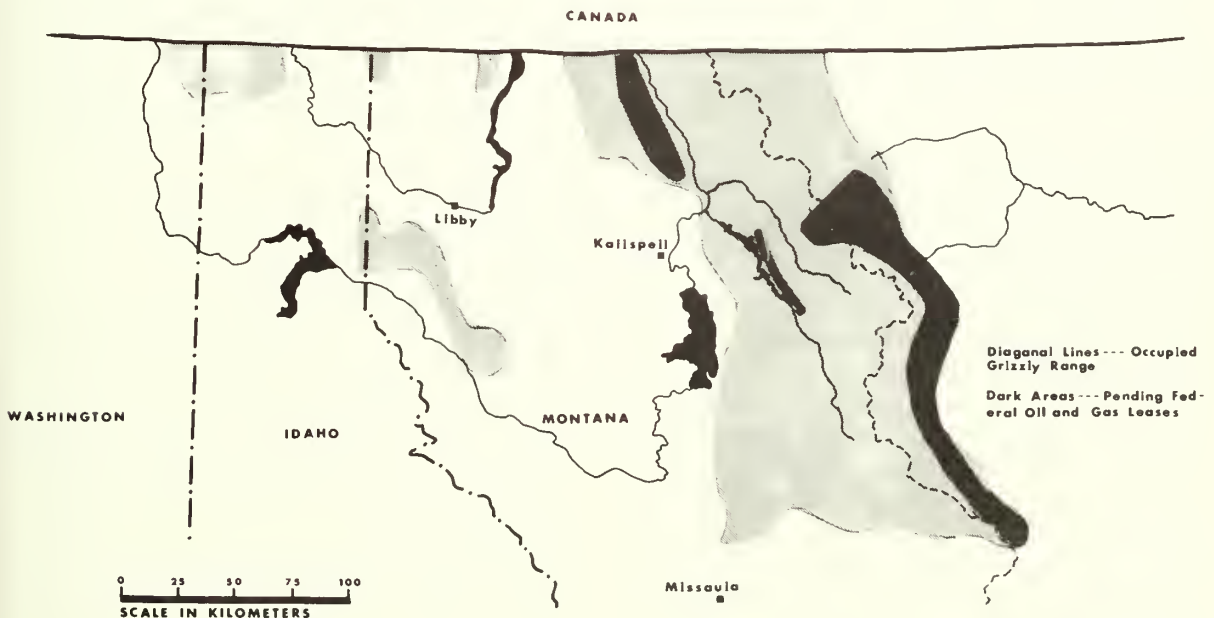 CANADA
Libby
Kalispell
Diaganal Lines --- Occupied
Grizzly Range
Dark Areas --- Pending Fed-
eral Oil and Gas Leases
WASHINGTON
IDAHO
MONTANA
0 25 50 75 100
SCALE IN KILOMETERS
Missoula